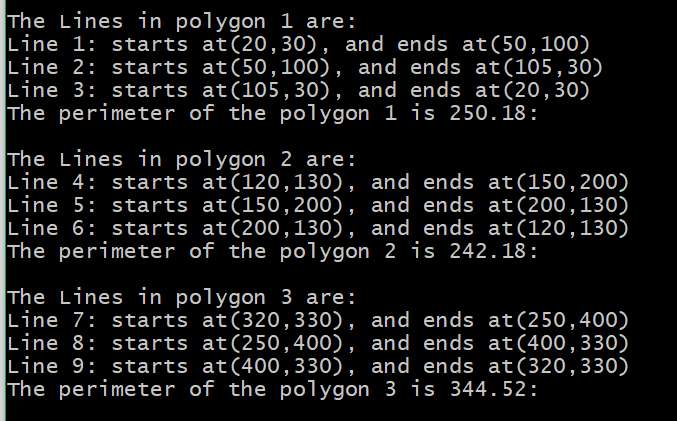 The Lines in polygon 1 are:
Line 1: starts at(20,30), and ends at(50,100)
Line 2: starts at(50,100), and ends at(105,30)
Line 3: starts at(105,30), and ends at(20,30)
The perimeter of the polygon 1 is 250.18:
The Lines in polygon 2 are:
Line 4: starts at(120,130), and ends at(150,200)
Line 5: starts at(150,200), and ends at(200,130)
Line 6: starts at(200,130), and ends at(120,130)
The perimeter of the polygon 2 is 242.18:
The Lines in polygon 3 are:
Line 7: starts at(320,330), and ends at(250,400)
Line 8: starts at(250,400), and ends at(400,330)
Line 9: starts at(400,330), and ends at(320,330)
The perimeter of the polygon 3 is 344.52: